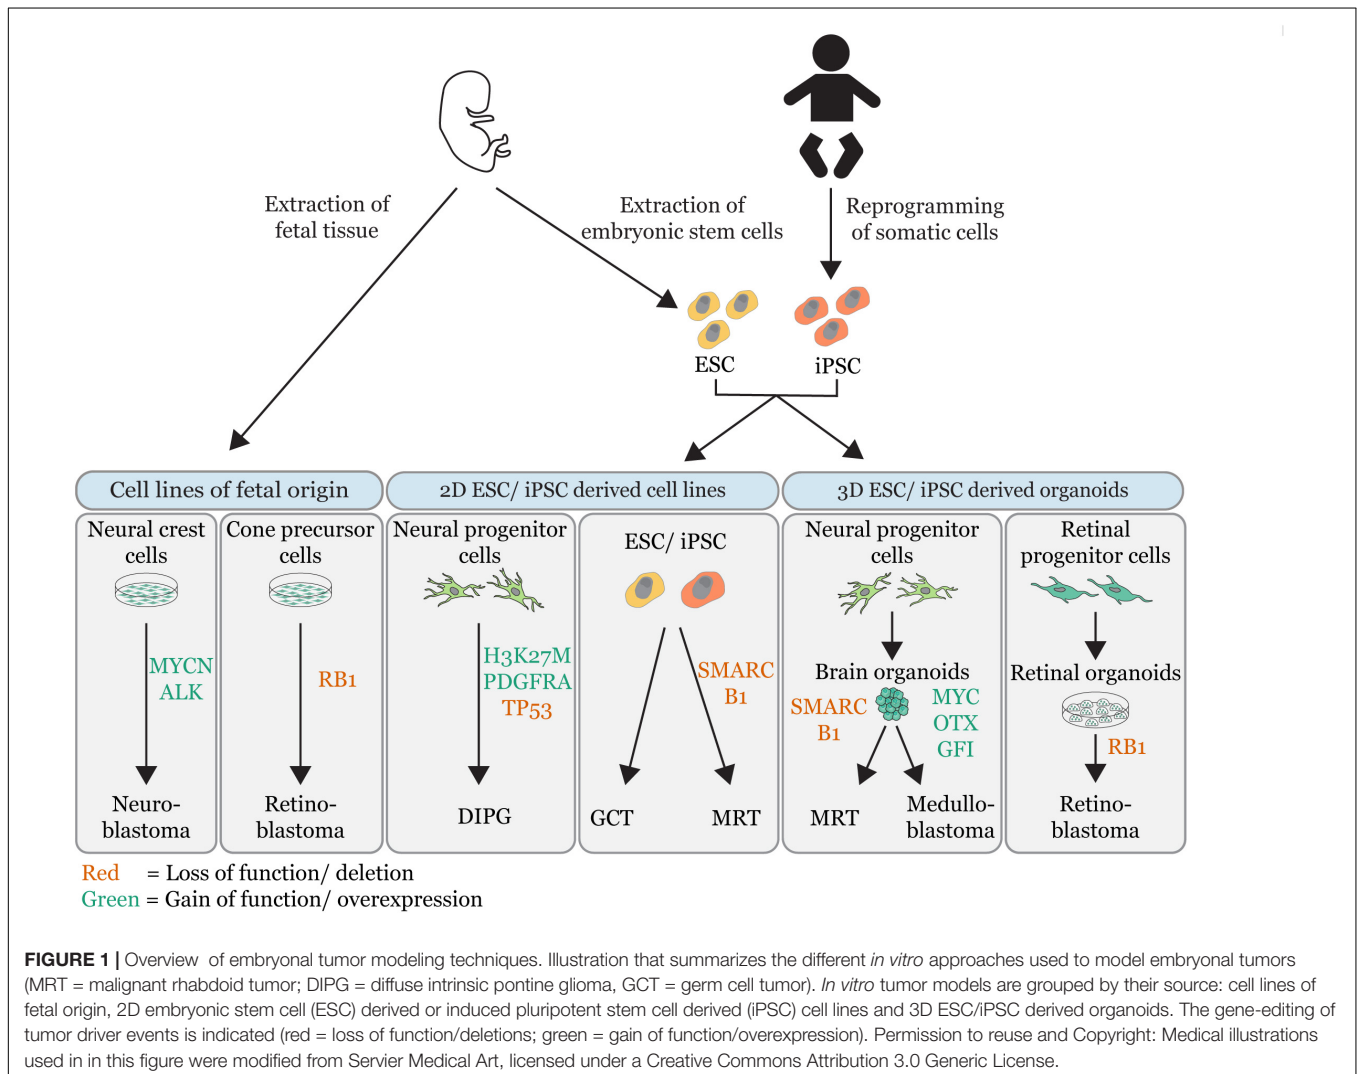 Extraction of
fetal tissue
Extraction of
embryonic stem cells
Reprogramming
of somatic cells
ESC
iPSC
Cell lines of fetal origin
2D ESC/ iPSC derived cell lines
3D ESC/ iPSC derived organoids
Neural crest
cells
MYCN
ALK
Neuro-
blastoma
Cone precursor
cells
RB1
Retino-
blastoma
Neural progenitor
cells
H3K27M
PDGFRA
TP53
DIPG
ESC/ iPSC
SMARC
B1
GCT
MRT
Neural progenitor
cells
Brain organoids
SMARC
B1
MYC
OTX
GFI
MRT
Medullo-
blastoma
Retinal
progenitor cells
Retinal organoids
RB1
Retino-
blastoma
Red = Loss of function/ deletion
Green = Gain of function/ overexpression
FIGURE 1 | Overview of embryonal tumor modeling techniques. Illustration that summarizes the different in vitro approaches used to model embryonal tumors
(MRT = malignant rhabdoid tumor; DIPG = diffuse intrinsic pontine glioma, GCT = germ cell tumor). In vitro tumor models are grouped by their source: cell lines of
fetal origin, 2D embryonic stem cell (ESC) derived or induced pluripotent stem cell derived (iPSC) cell lines and 3D ESC/iPSC derived organoids. The gene-editing of
tumor driver events is indicated (red = loss of function/deletions; green = gain of function/overexpression). Permission to reuse and Copyright: Medical illustrations
used in in this figure were modified from Servier Medical Art, licensed under a Creative Commons Attribution 3.0 Generic License.